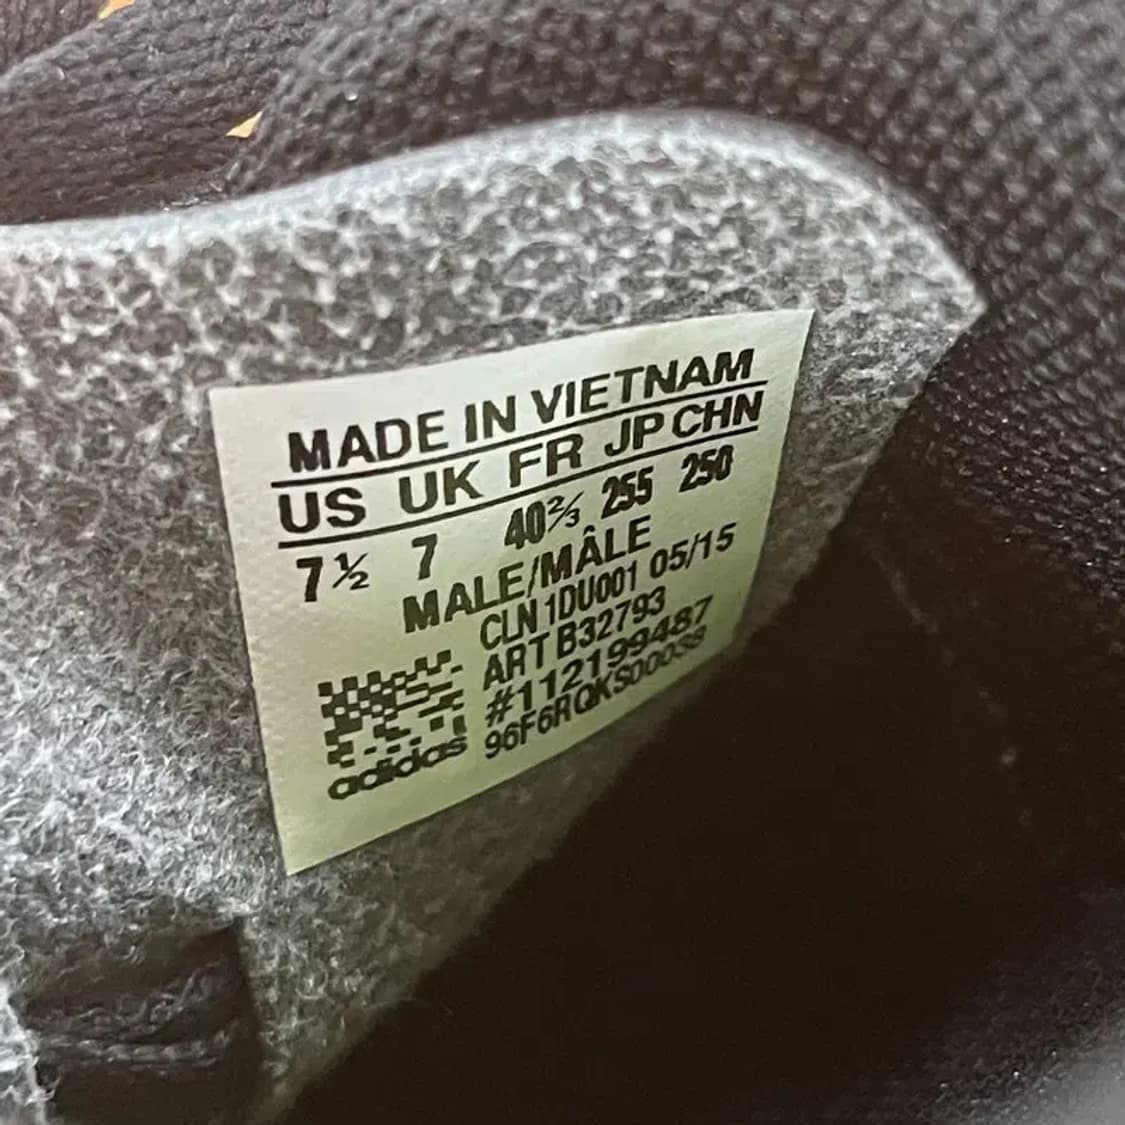 MADE IN VIETNAM
US UK FR JP CHN
7½ 7 40⅔ 255 250
MALE/MÂLE
CLN 1DU001 05/15
ART B32793
#112199487
96F6RQKS00038
adidas